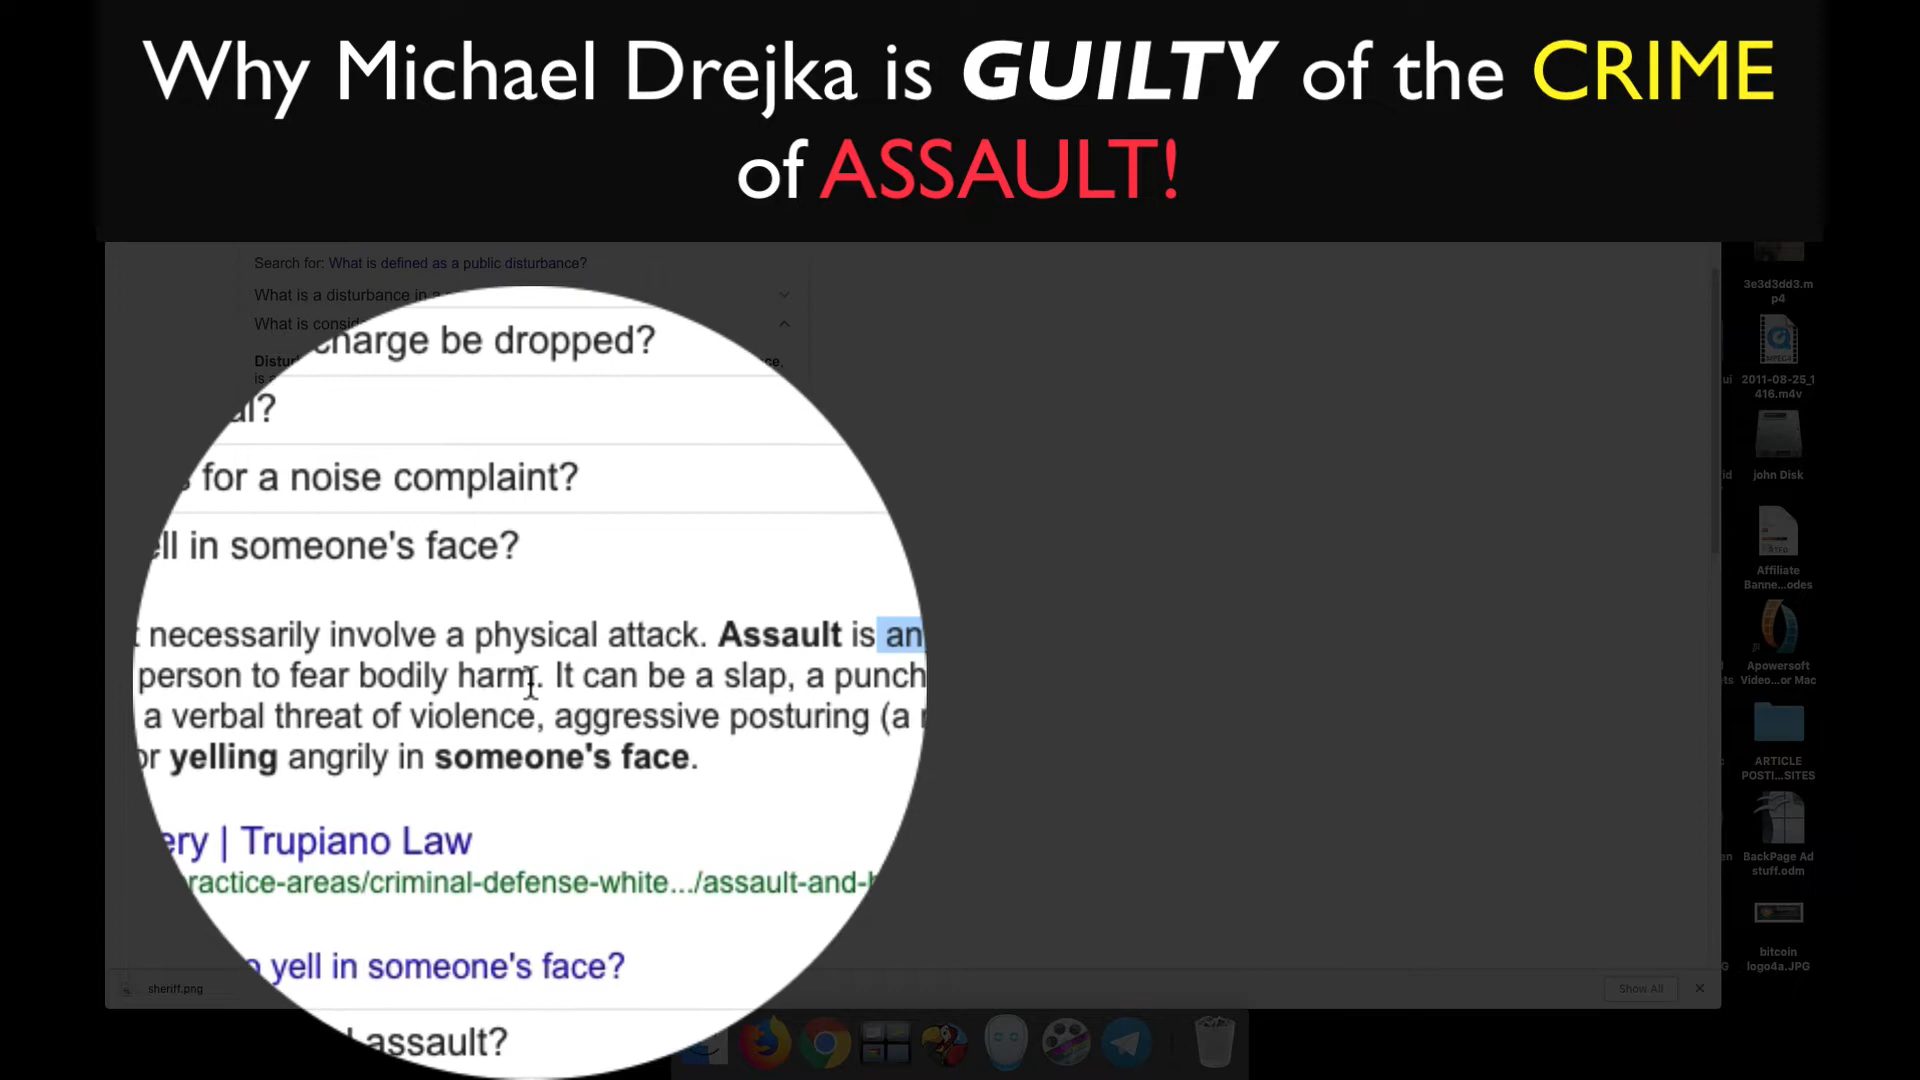 Why Michael Drejka is GUILTY of the CRIME
of ASSAULT!
Search for: What is defined as a public disturbance?
What is a disturbance in a
What is consid
charge be dropped?
for a noise complaint?
in someone's face?
necessarily involve a physical attack. Assault is an
person to fear bodily harm. It can be a slap, a punch
a verbal threat of violence, aggressive posturing (a
or yelling angrily in someone's face.
ery | Trupiano Law
ractice-areas/criminal-defense-white.../assault-and-
yell in someone's face?
assault?
3e3d3dd3.m
p4
2011-08-25_1
416.m4v
john Disk
Affiliate
Banne...odes
Apowersoft
Video...or Mac
ARTICLE
POSTI...SITES
BackPage Ad
stuff.odm
bitcoin
logo4a.JPG
sheriff.png
Show All